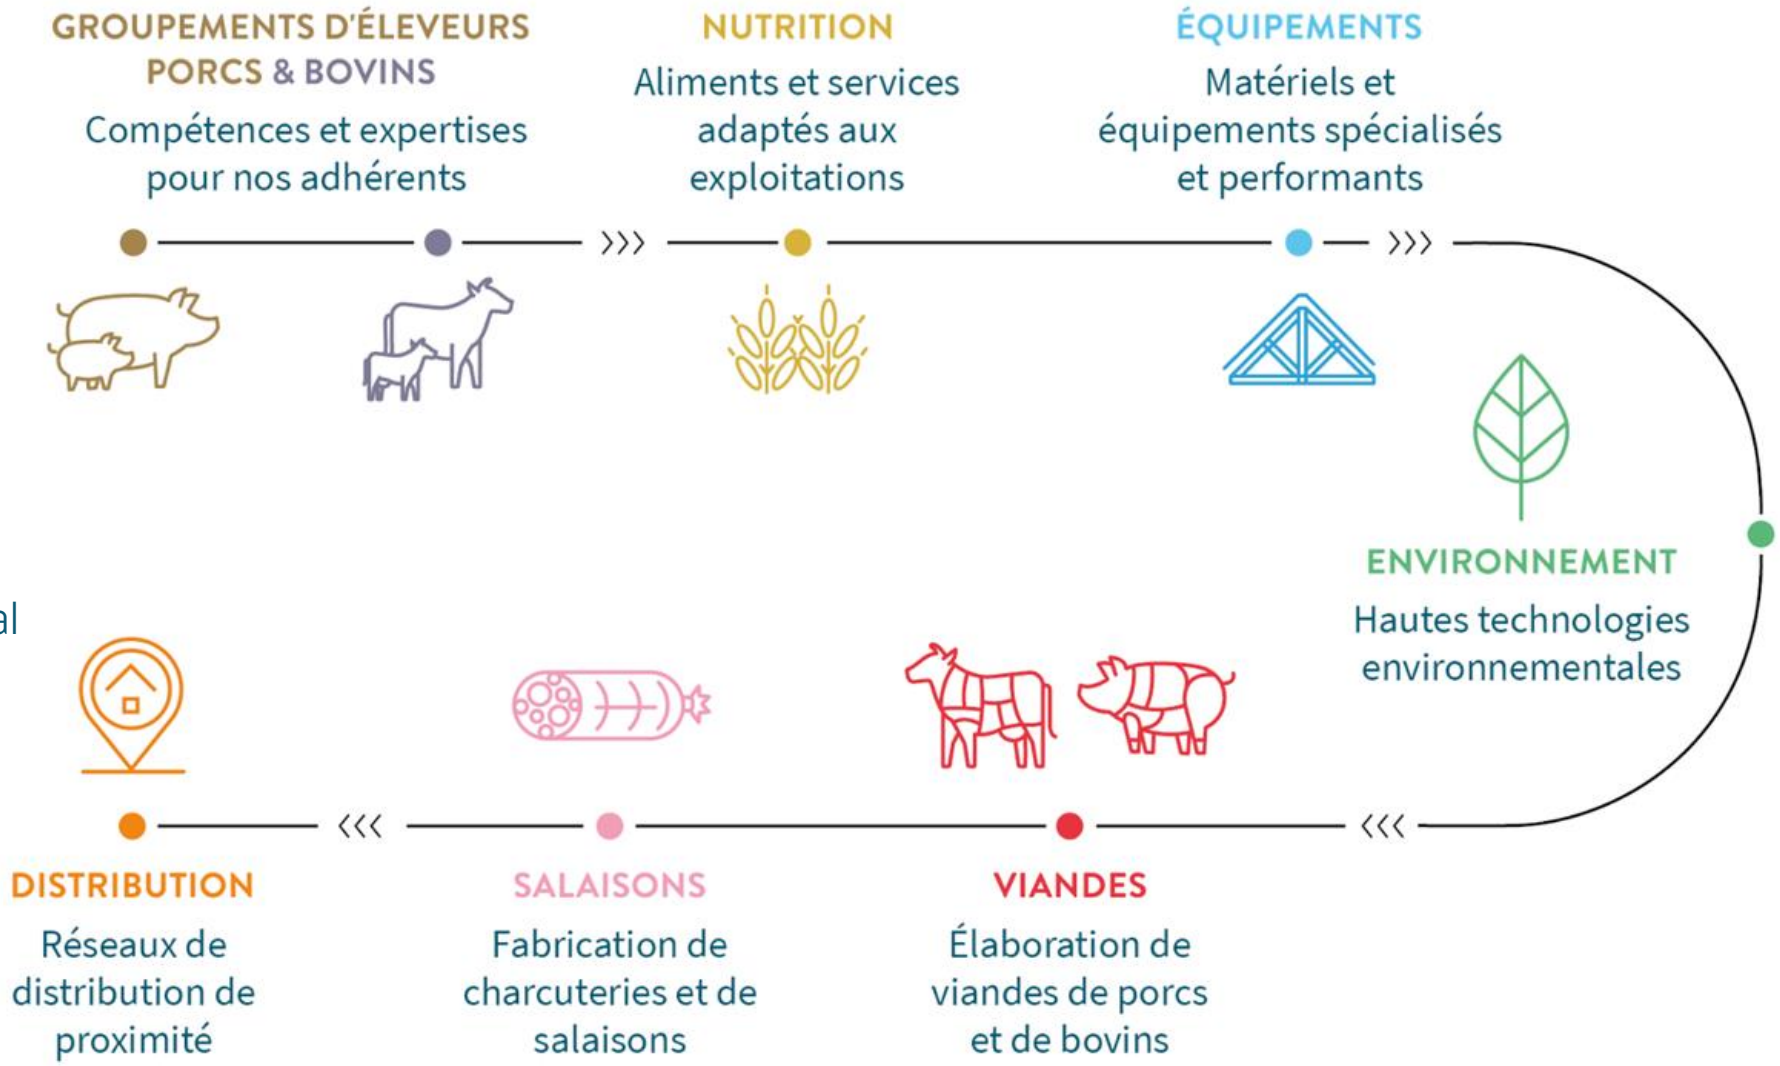 GROUPEMENTS D'ÉLEVEURS
PORCS & BOVINS
Compétences et expertises
pour nos adhérents
NUTRITION
Aliments et services
adaptés aux
exploitations
ÉQUIPEMENTS
Matériels et
équipements spécialisés
et performants
ENVIRONNEMENT
Hautes technologies
environnementales
VIANDES
Élaboration de
viandes de porcs
et de bovins
SALAISONS
Fabrication de
charcuteries et de
salaisons
DISTRIBUTION
Réseaux de
distribution de
proximité